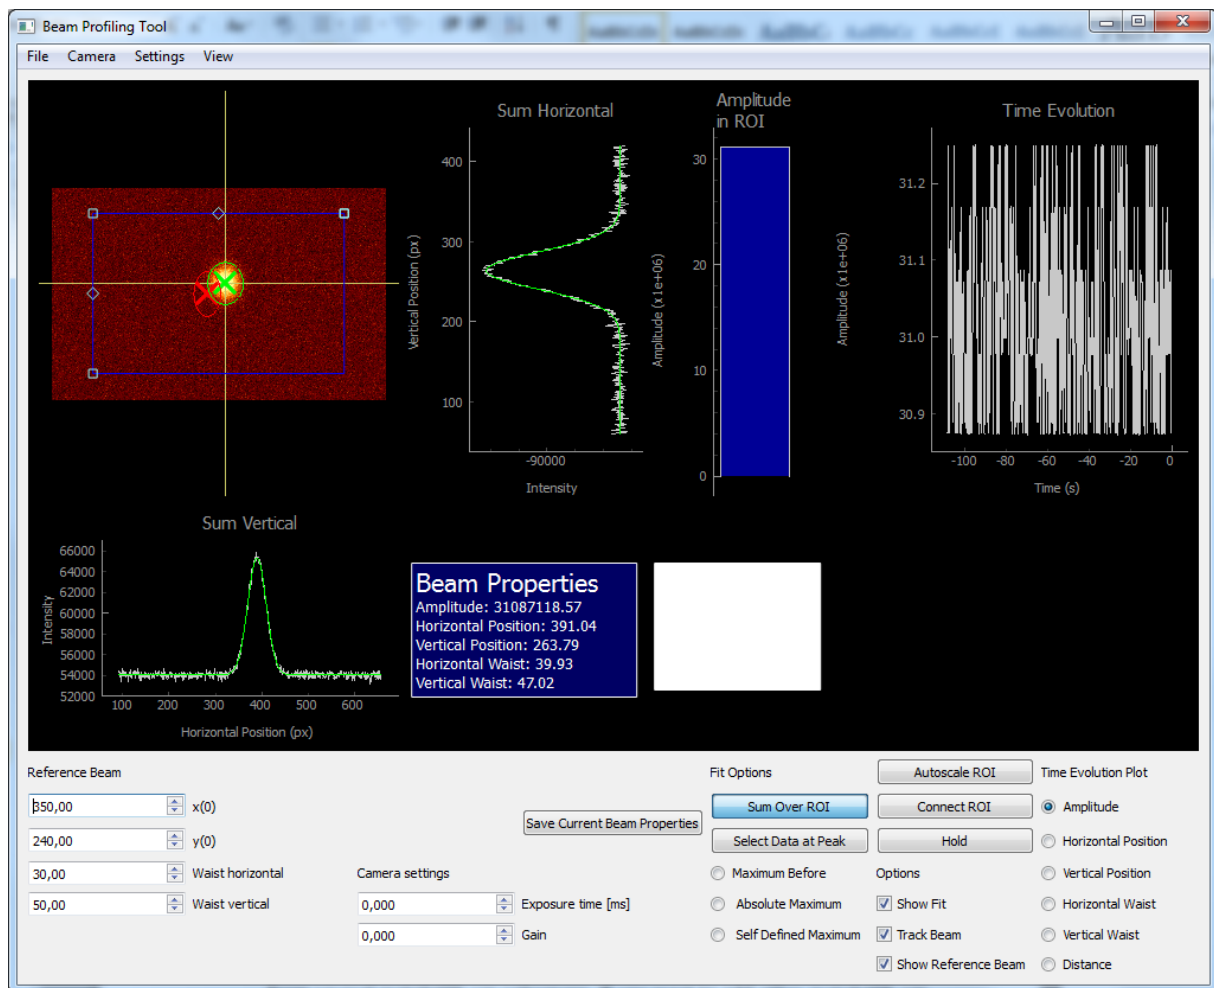 Beam Profiling Tool
File Camera Settings View
Sum Horizontal
Amplitude
in ROI
Time Evolution
400
300
200
100
Vertical Position (px)
-90000
Intensity
30
20
10
0
Amplitude (x1e+06)
31.2
31.1
31.0
30.9
Amplitude (x1e+06)
-100 -80 -60 -40 -20 0
Time (s)
Sum Vertical
66000
64000
62000
60000
58000
56000
54000
52000
Intensity
100 200 300 400 500 600
Horizontal Position (px)
Beam Properties
Amplitude: 31087118.57
Horizontal Position: 391.04
Vertical Position: 263.79
Horizontal Waist: 39.93
Vertical Waist: 47.02
Reference Beam
350,00 x(0)
240,00 y(0)
30,00 Waist horizontal
50,00 Waist vertical
Camera settings
0,000 Exposure time [ms]
0,000 Gain
Save Current Beam Properties
Fit Options
Sum Over ROI
Select Data at Peak
Maximum Before
Absolute Maximum
Self Defined Maximum
Autoscale ROI
Connect ROI
Hold
Options
Show Fit
Track Beam
Show Reference Beam
Time Evolution Plot
Amplitude
Horizontal Position
Vertical Position
Horizontal Waist
Vertical Waist
Distance